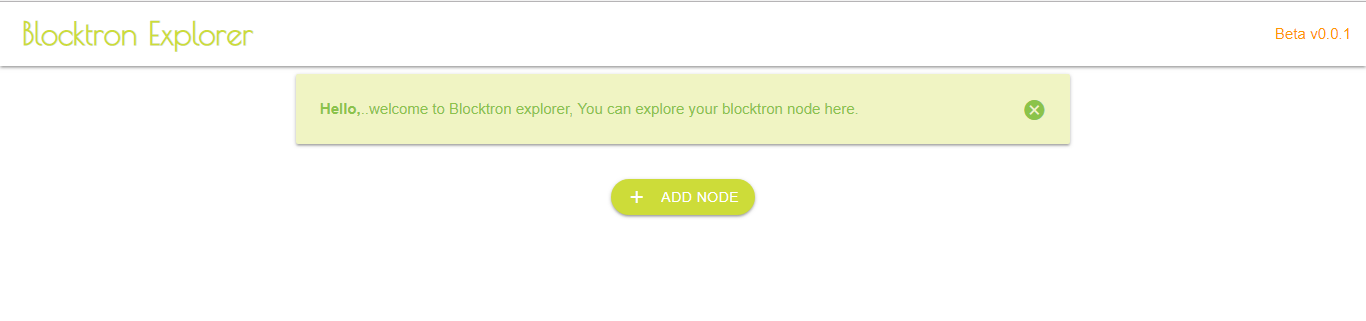 Blocktron Explorer
Beta v0.0.1
Hello,..welcome to Blocktron explorer, You can explore your blocktron node here.
ADD NODE